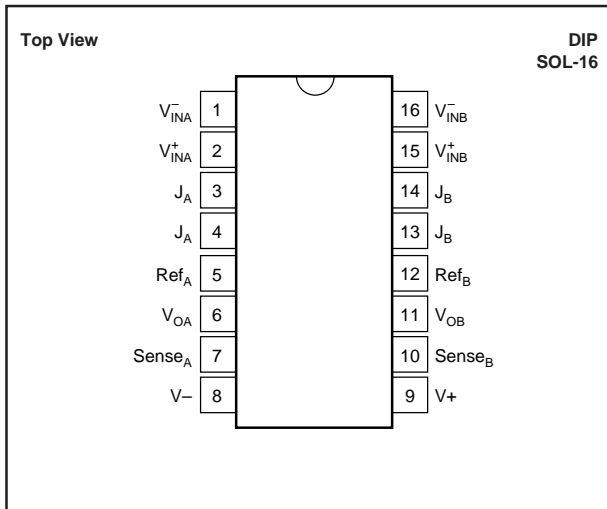 Top View DIP
SOL-16
V⁻INA 1 16 V⁻INB
V⁺INA 2 15 V⁺INB
JA 3 14 JB
JA 4 13 JB
RefA 5 12 RefB
VOA 6 11 VOB
SenseA 7 10 SenseB
V– 8 9 V+